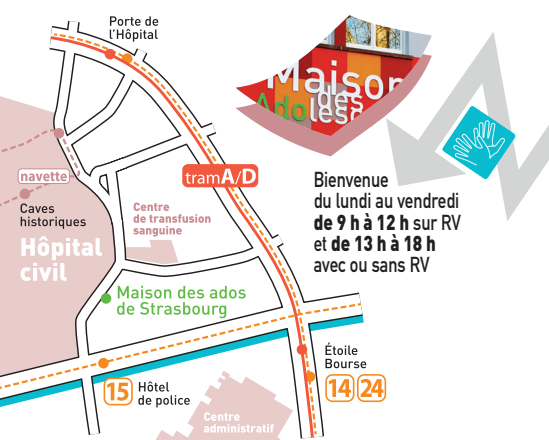 Porte de
l'Hôpital
Maison
des
Ado
lesc
tramA/D
navette
Caves
historiques
Hôpital
civil
Centre
de transfusion
sanguine
Bienvenue
du lundi au vendredi
de 9 h à 12 h sur RV
et de 13 h à 18 h
avec ou sans RV
Maison des ados
de Strasbourg
Étoile
Bourse
14 24
15 Hôtel
de police
Centre
administratif